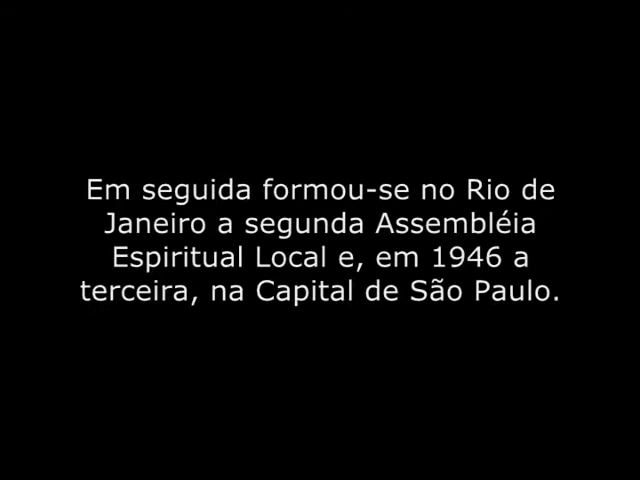 Em seguida formou-se no Rio de
Janeiro a segunda Assembléia
Espiritual Local e, em 1946 a
terceira, na Capital de São Paulo.